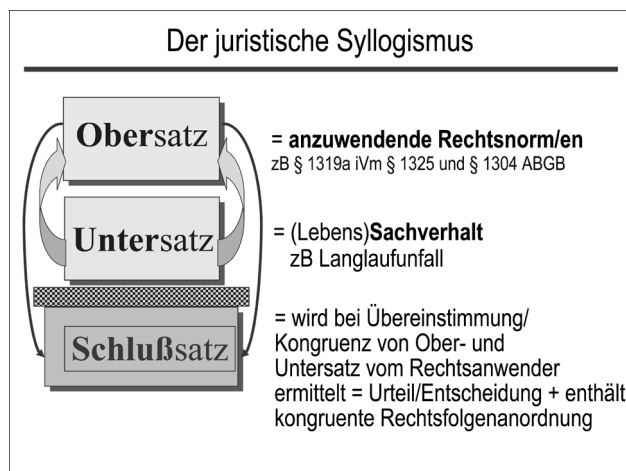 Der juristische Syllogismus
Obersatz
= anzuwendende Rechtsnorm/en
zB § 1319a iVm § 1325 und § 1304 ABGB
Untersatz
= (Lebens)Sachverhalt
zB Langlaufunfall
Schlußsatz
= wird bei Übereinstimmung/
Kongruenz von Ober- und
Untersatz vom Rechtsanwender
ermittelt = Urteil/Entscheidung + enthält
kongruente Rechtsfolgenanordnung